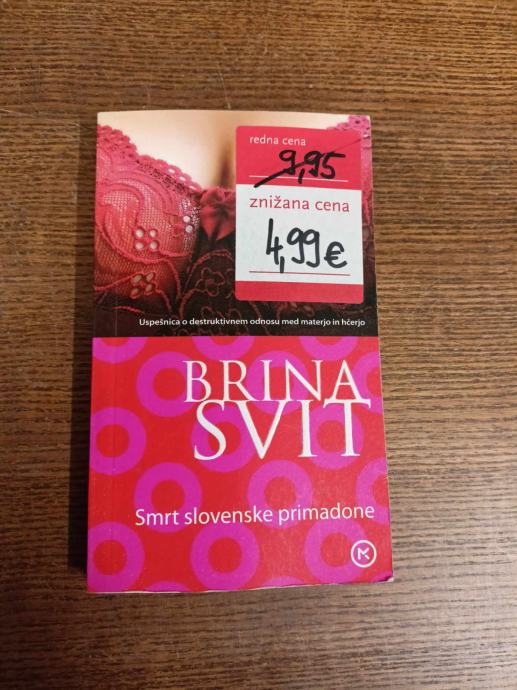 redna cena
9,95
znižana cena
4,99€
Uspešnica o destruktivnem odnosu med materjo in hčerjo
BRINA
SVIT
Smrt slovenske primadone